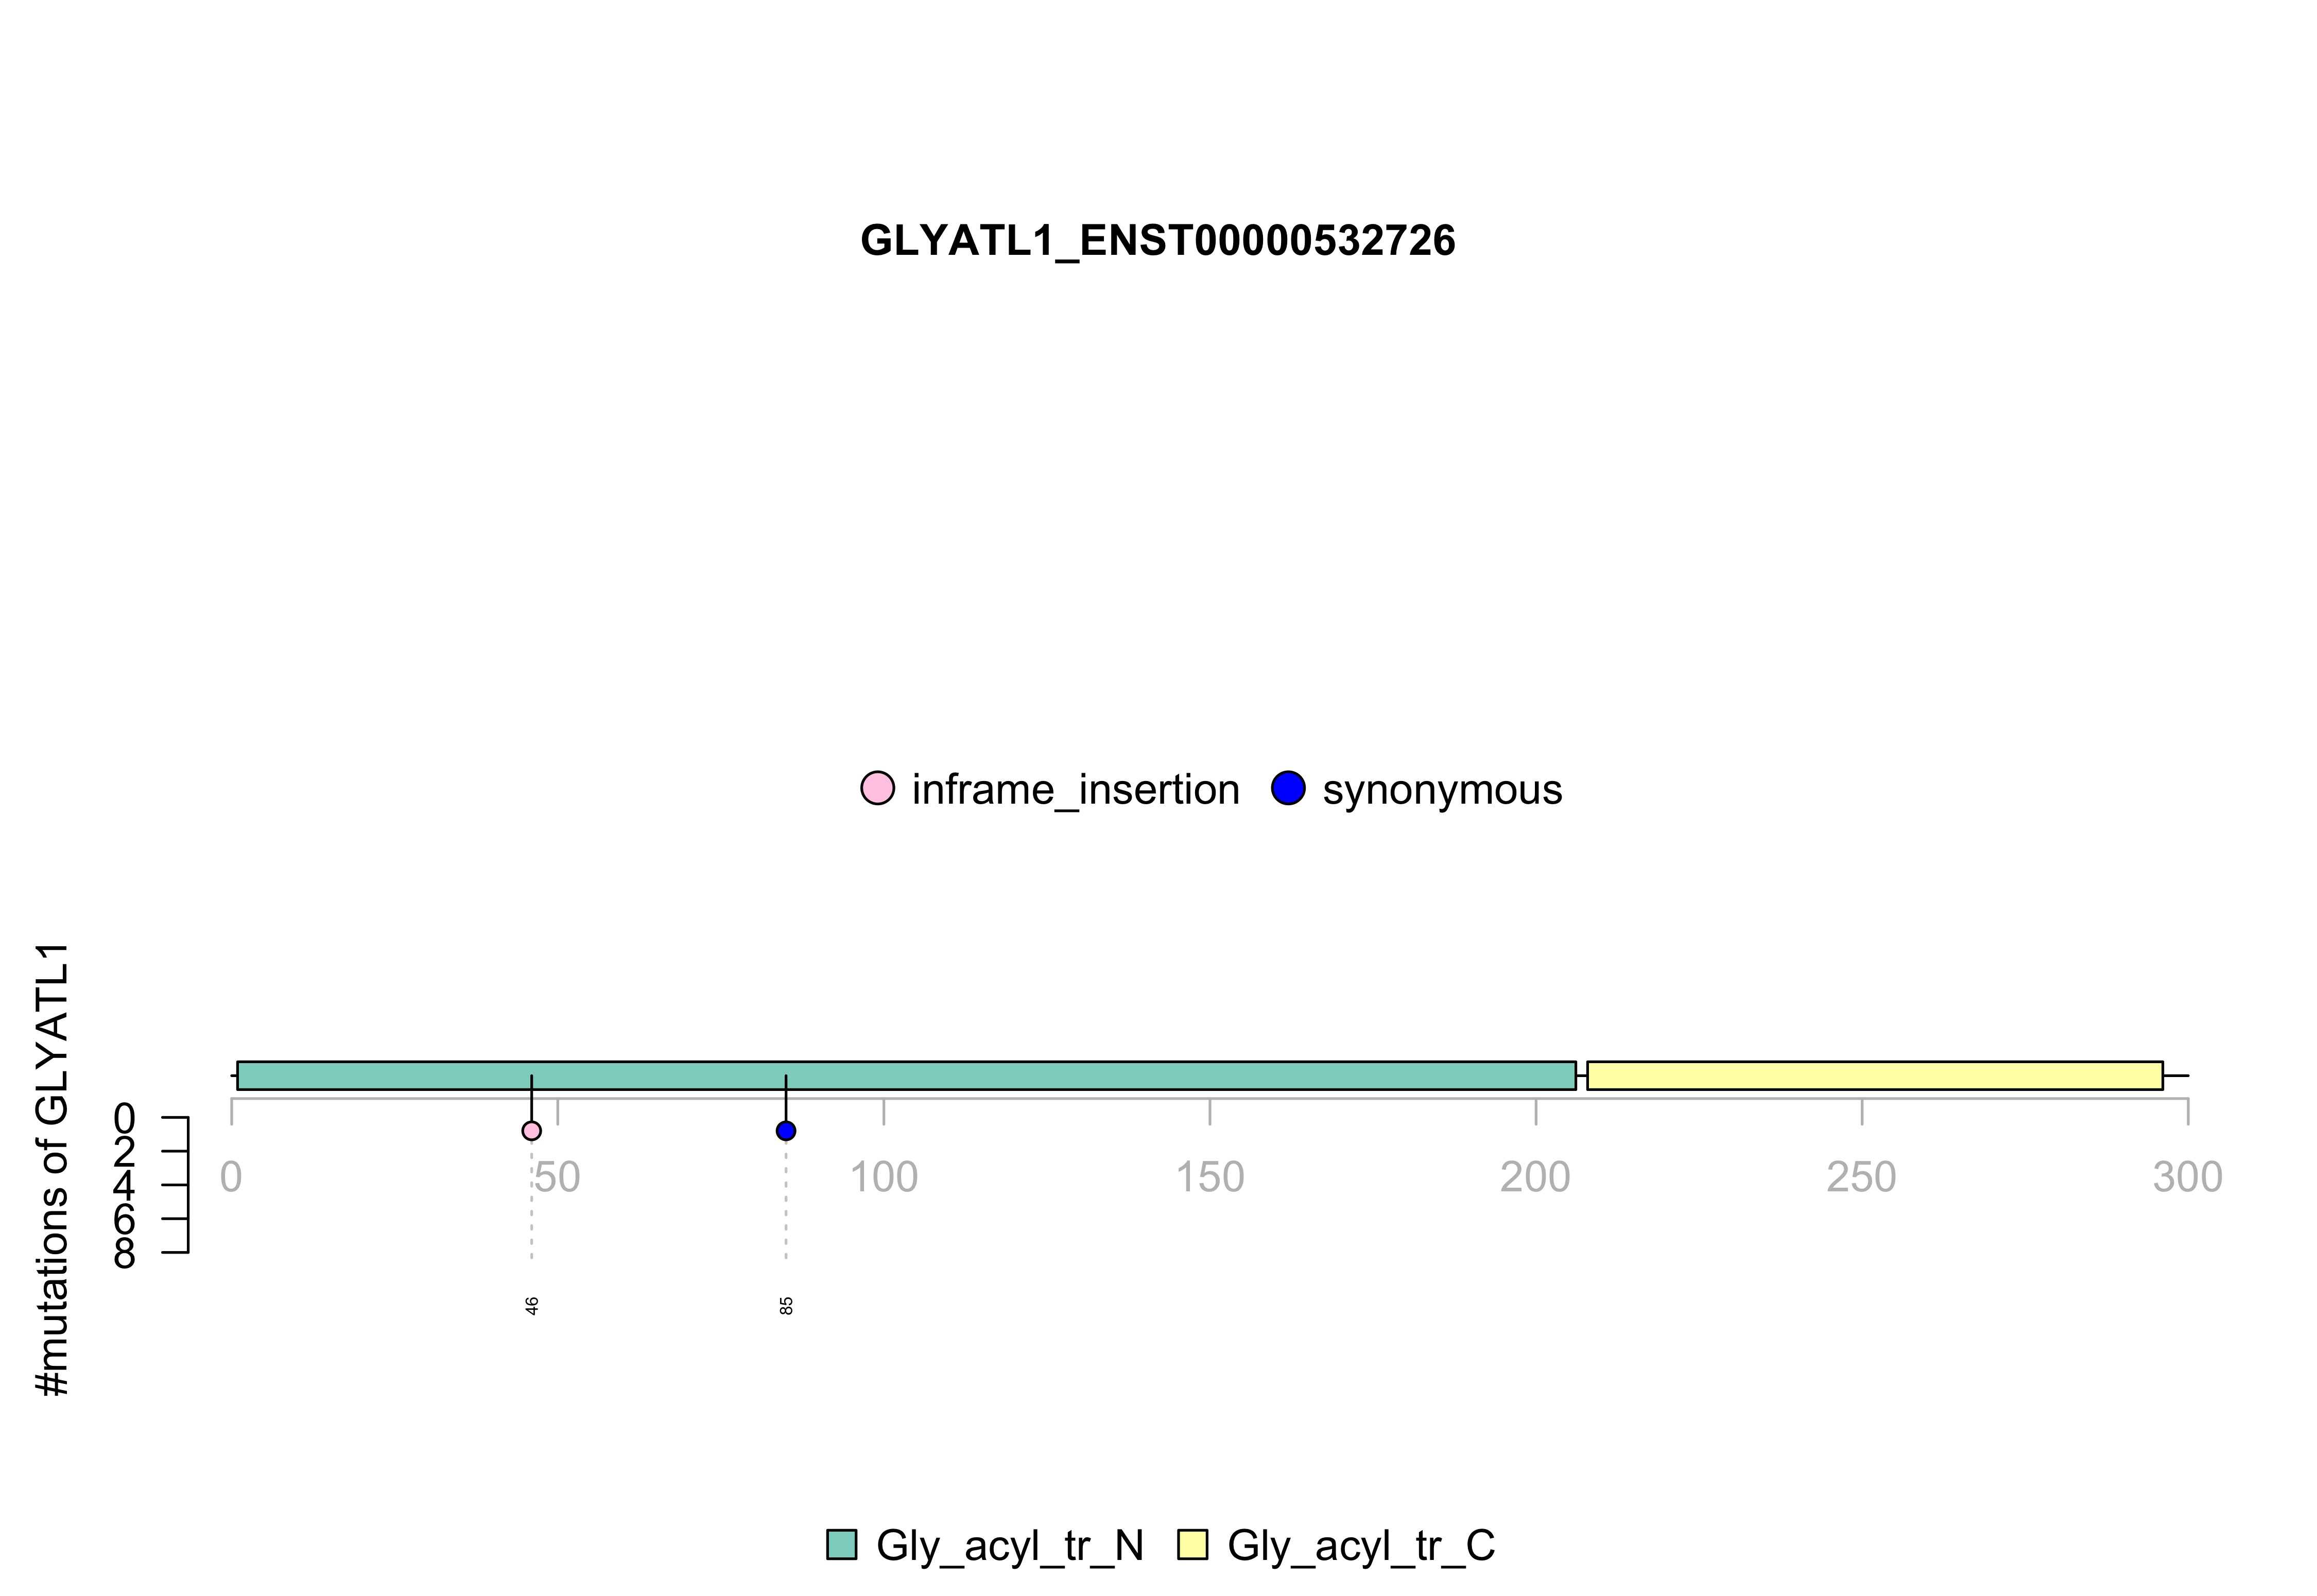 GLYATL1_ENST00000532726
inframe_insertion synonymous
#mutations of GLYATL1
0
2
4
6
8
0 50 100 150 200 250 300
46 85
Gly_acyl_tr_N Gly_acyl_tr_C